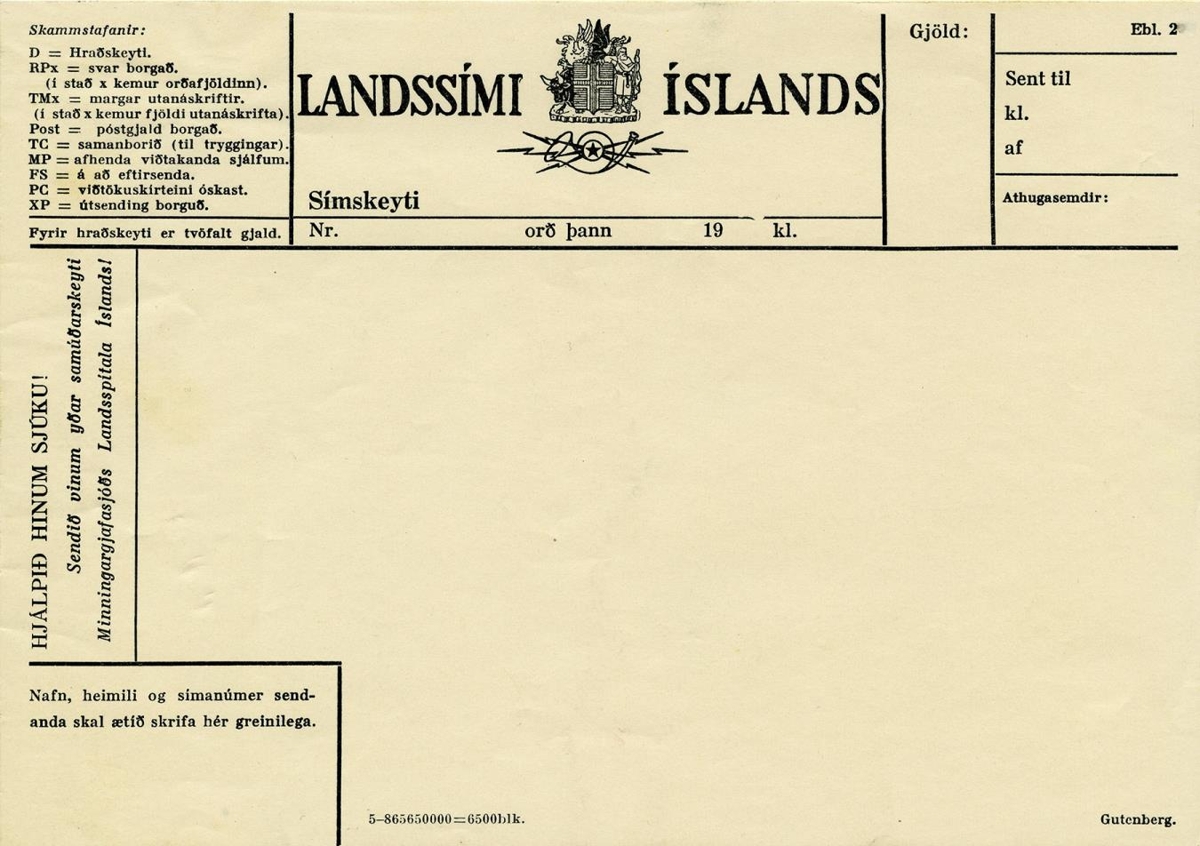 Skammstafanir:
D = Hraðskeyti.
RPx = svar borgað.
(í stað x kemur orðafjöldinn).
TMx = margar utanáskriftir.
(í stað x kemur fjöldi utanáskrifta).
Post = póstgjald borgað.
TC = samanborið (til tryggingar).
MP = afhenda viðtakanda sjálfum.
FS = á að eftirsenda.
PC = viðtökuskírteini óskast.
XP = útsending borguð.
Fyrir hraðskeyti er tvöfalt gjald.
LANDSSÍMI ÍSLANDS
Símskeyti
Nr. orð þann 19 kl.
Gjöld:
Ebl. 2
Sent til
kl.
af
Athugasemdir:
HJÁLPIÐ HINUM SJÚKU!
Sendið vinum yðar samúðarskeyti
Minningargjafasjóðs Landsspítala Íslands!
Nafn, heimili og símanúmer send-
anda skal ætíð skrifa hér greinilega.
5-865650000=6500blk.
Gutenberg.